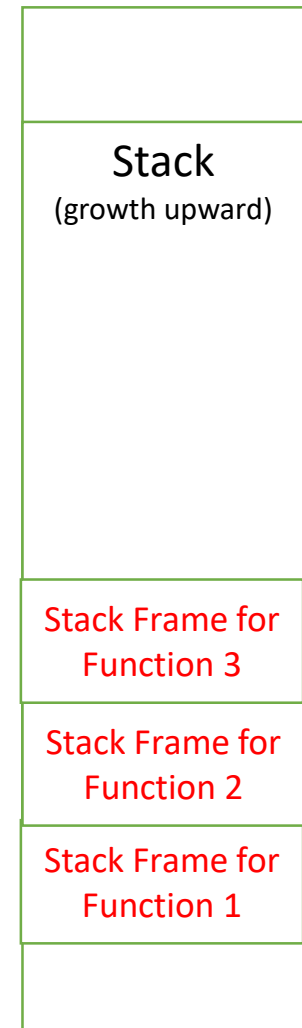 Stack
(growth upward)
Stack Frame for
Function 3
Stack Frame for
Function 2
Stack Frame for
Function 1